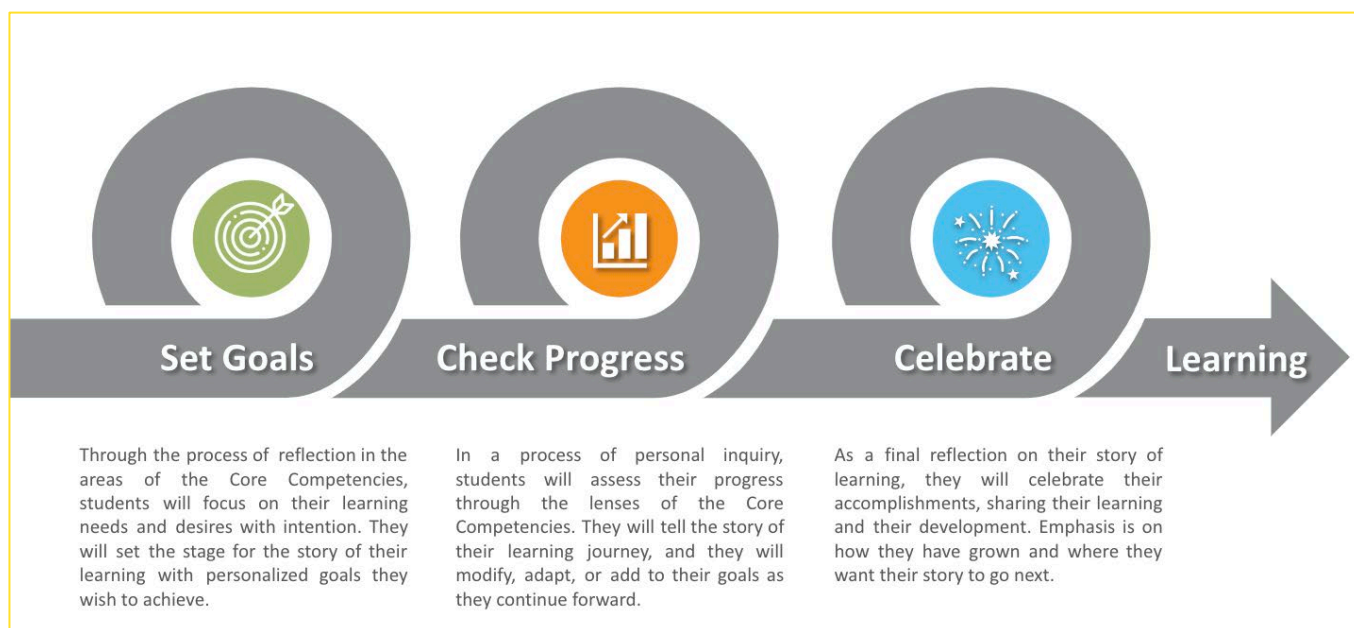 Set Goals
Check Progress
Celebrate
Learning
Through the process of reflection in the
areas of the Core Competencies,
students will focus on their learning
needs and desires with intention. They
will set the stage for the story of their
learning with personalized goals they
wish to achieve.
In a process of personal inquiry,
students will assess their progress
through the lenses of the Core
Competencies. They will tell the story of
their learning journey, and they will
modify, adapt, or add to their goals as
they continue forward.
As a final reflection on their story of
learning, they will celebrate their
accomplishments, sharing their learning
and their development. Emphasis is on
how they have grown and where they
want their story to go next.